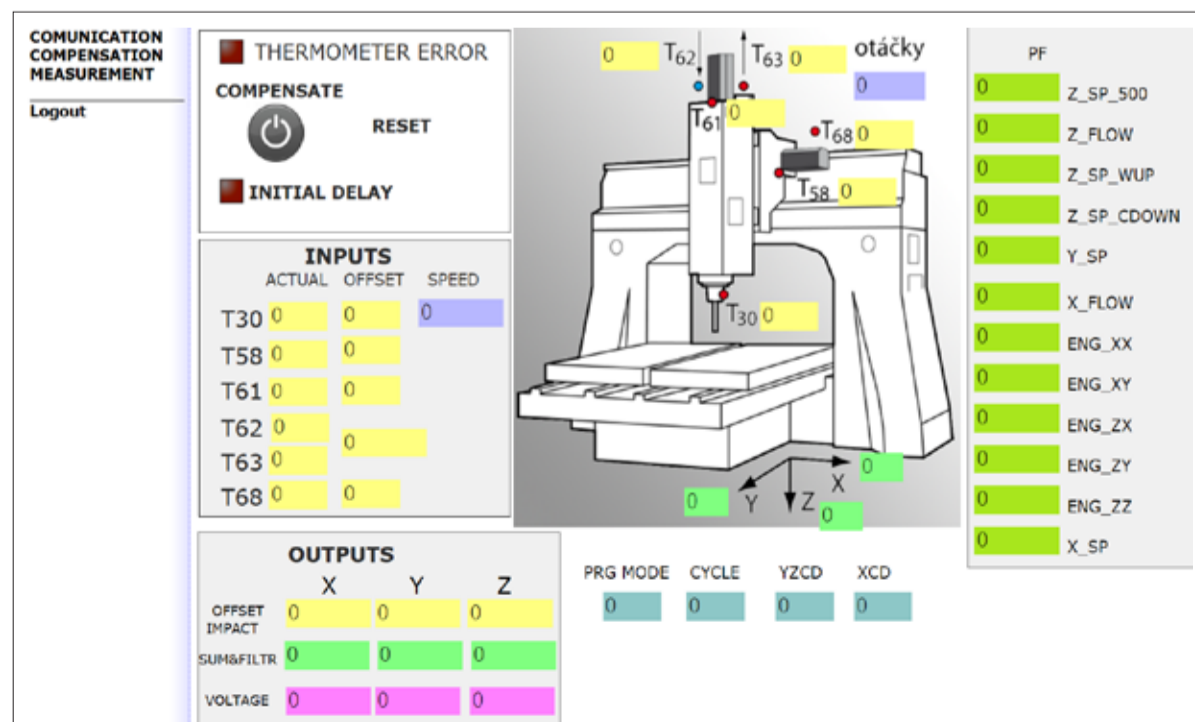 COMUNICATION
COMPENSATION
MEASUREMENT
Logout
THERMOMETER ERROR
COMPENSATE
RESET
INITIAL DELAY
INPUTS
ACTUAL OFFSET SPEED
T30 0 0 0
T58 0 0
T61 0 0
T62 0
0
T63 0
T68 0 0
0 T62 T63 0 otáčky
0
T61 0
T68 0
T58 0
T30 0
X 0
Y 0
Z 0
PF
0 Z_SP_500
0 Z_FLOW
0 Z_SP_WUP
0 Z_SP_CDOWN
0 Y_SP
0 X_FLOW
0 ENG_XX
0 ENG_XY
0 ENG_ZX
0 ENG_ZY
0 ENG_ZZ
0 X_SP
OUTPUTS
X Y Z
OFFSET IMPACT 0 0 0
SUM&FILTR 0 0 0
VOLTAGE 0 0 0
PRG MODE CYCLE YZCD XCD
0 0 0 0